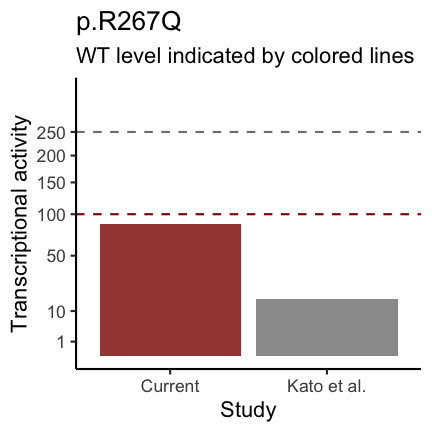 p.R267Q
WT level indicated by colored lines
Transcriptional activity
250
200
150
100
50
10
1
Current
Kato et al.
Study